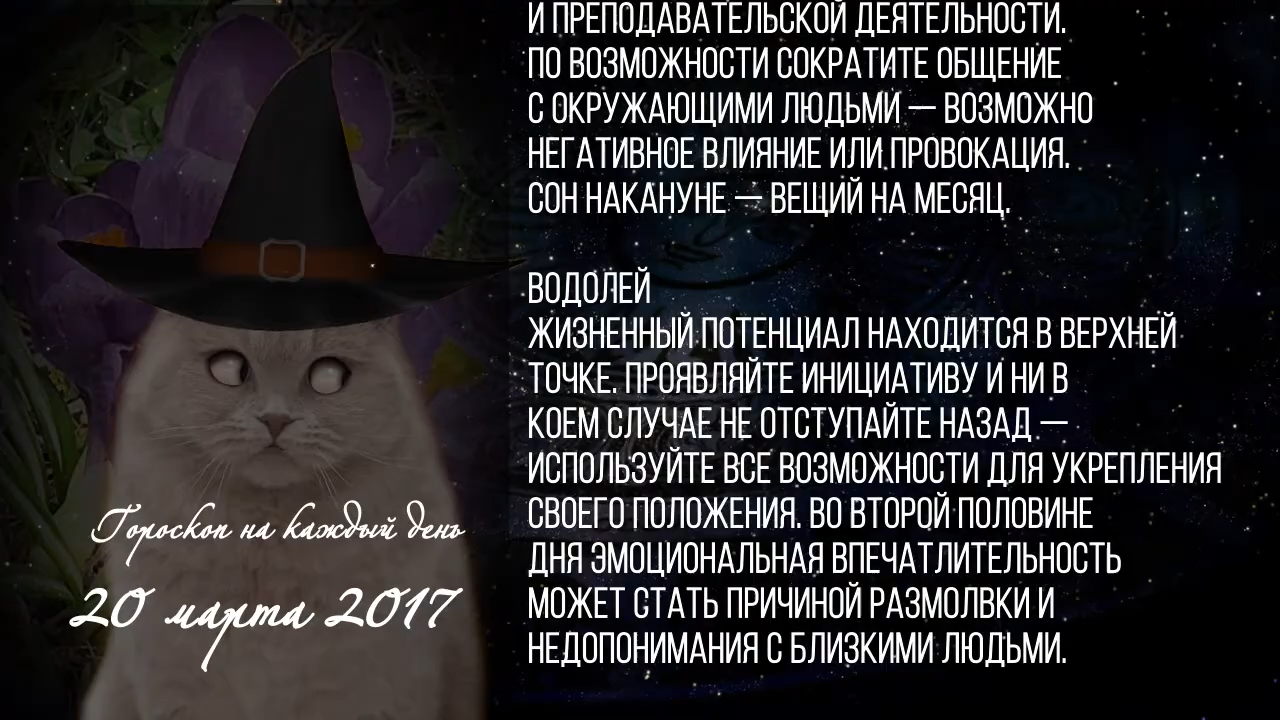 И ПРЕПОДАВАТЕЛЬСКОЙ ДЕЯТЕЛЬНОСТИ.
ПО ВОЗМОЖНОСТИ СОКРАТИТЕ ОБЩЕНИЕ
С ОКРУЖАЮЩИМИ ЛЮДЬМИ — ВОЗМОЖНО
НЕГАТИВНОЕ ВЛИЯНИЕ ИЛИ ПРОВОКАЦИЯ.
СОН НАКАНУНЕ — ВЕЩИЙ НА МЕСЯЦ.
ВОДОЛЕЙ
ЖИЗНЕННЫЙ ПОТЕНЦИАЛ НАХОДИТСЯ В ВЕРХНЕЙ
ТОЧКЕ. ПРОЯВЛЯЙТЕ ИНИЦИАТИВУ И НИ В
КОЕМ СЛУЧАЕ НЕ ОТСТУПАЙТЕ НАЗАД —
ИСПОЛЬЗУЙТЕ ВСЕ ВОЗМОЖНОСТИ ДЛЯ УКРЕПЛЕНИЯ
СВОЕГО ПОЛОЖЕНИЯ. ВО ВТОРОЙ ПОЛОВИНЕ
ДНЯ ЭМОЦИОНАЛЬНАЯ ВПЕЧАТЛИТЕЛЬНОСТЬ
МОЖЕТ СТАТЬ ПРИЧИНОЙ РАЗМОЛВКИ И
НЕДОПОНИМАНИЯ С БЛИЗКИМИ ЛЮДЬМИ.
Гороскоп на каждый день
20 марта 2017